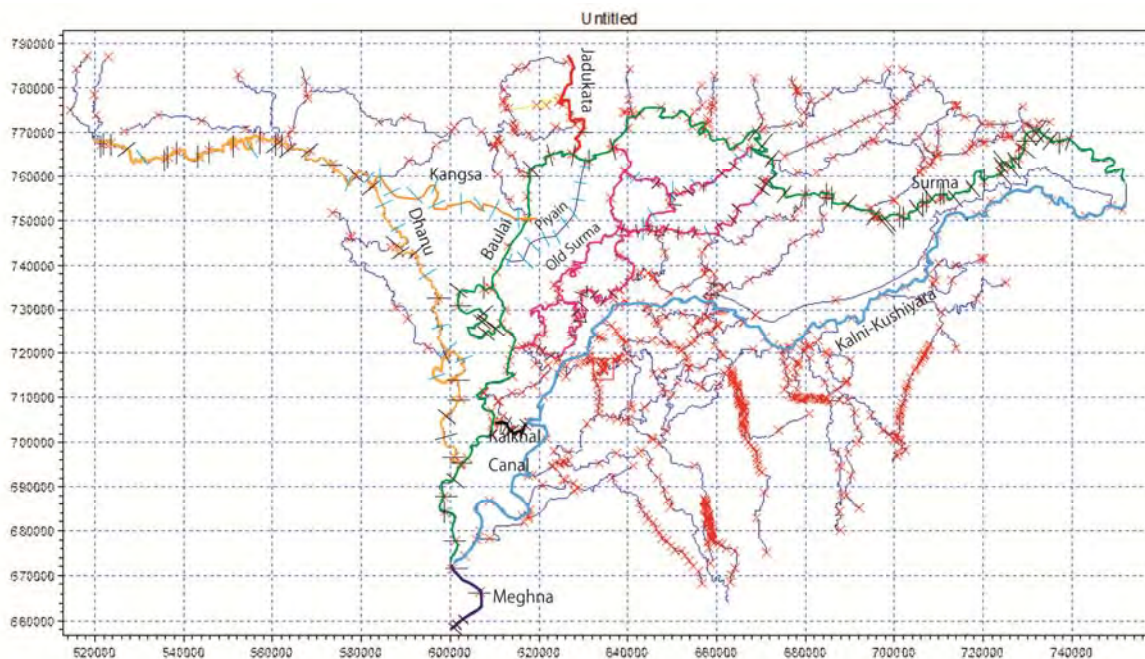 Untitled
790000
780000
770000
760000
750000
740000
730000
720000
710000
700000
690000
680000
670000
660000
Jadukata
Kangsa
Dhanu
Baulai
Piyain
Old Surma
Surma
Kalni-Kushiyara
Kalkhal
Canal
Meghna
520000 540000 560000 580000 600000 620000 640000 660000 680000 700000 720000 740000